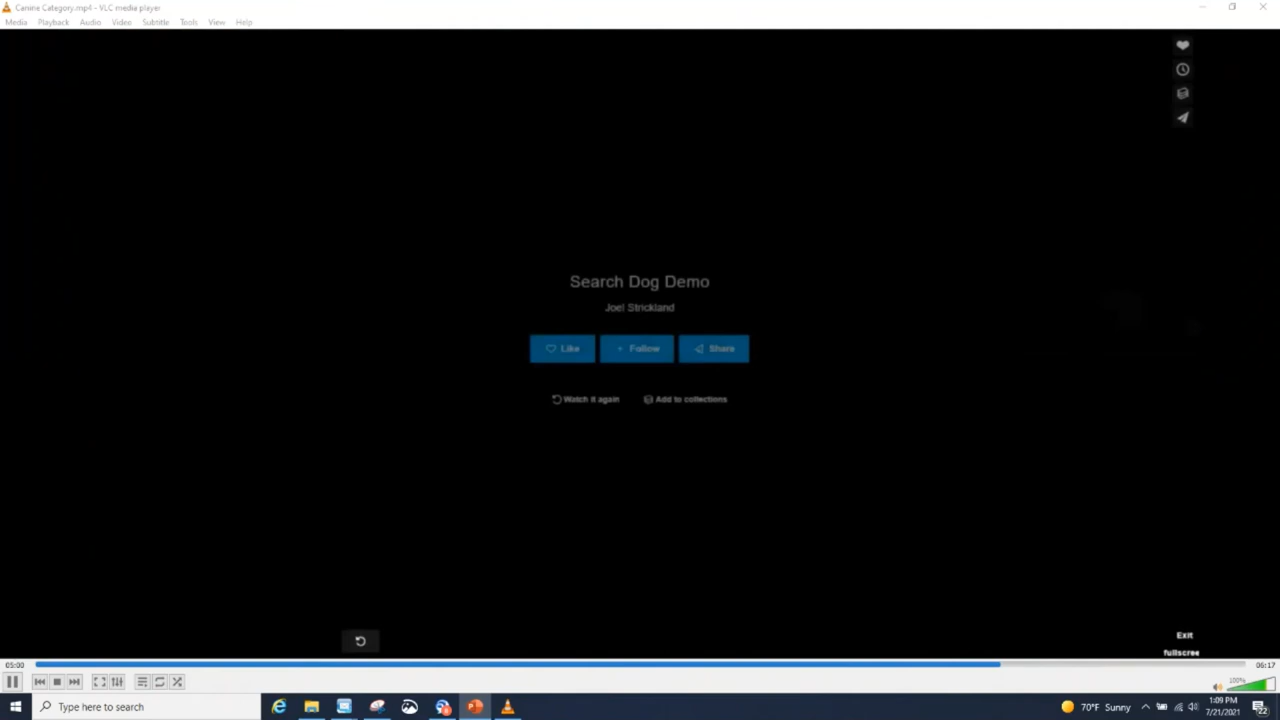 Canine Category.mp4 - VLC media player
Media Playback Audio Video Subtitle Tools View Help
Search Dog Demo
Joel Strickland
Like + Follow Share
Watch it again Add to collections
Exit
fullscree
05:00 06:17
100%
Type here to search
70°F Sunny
1:09 PM
7/21/2021
22